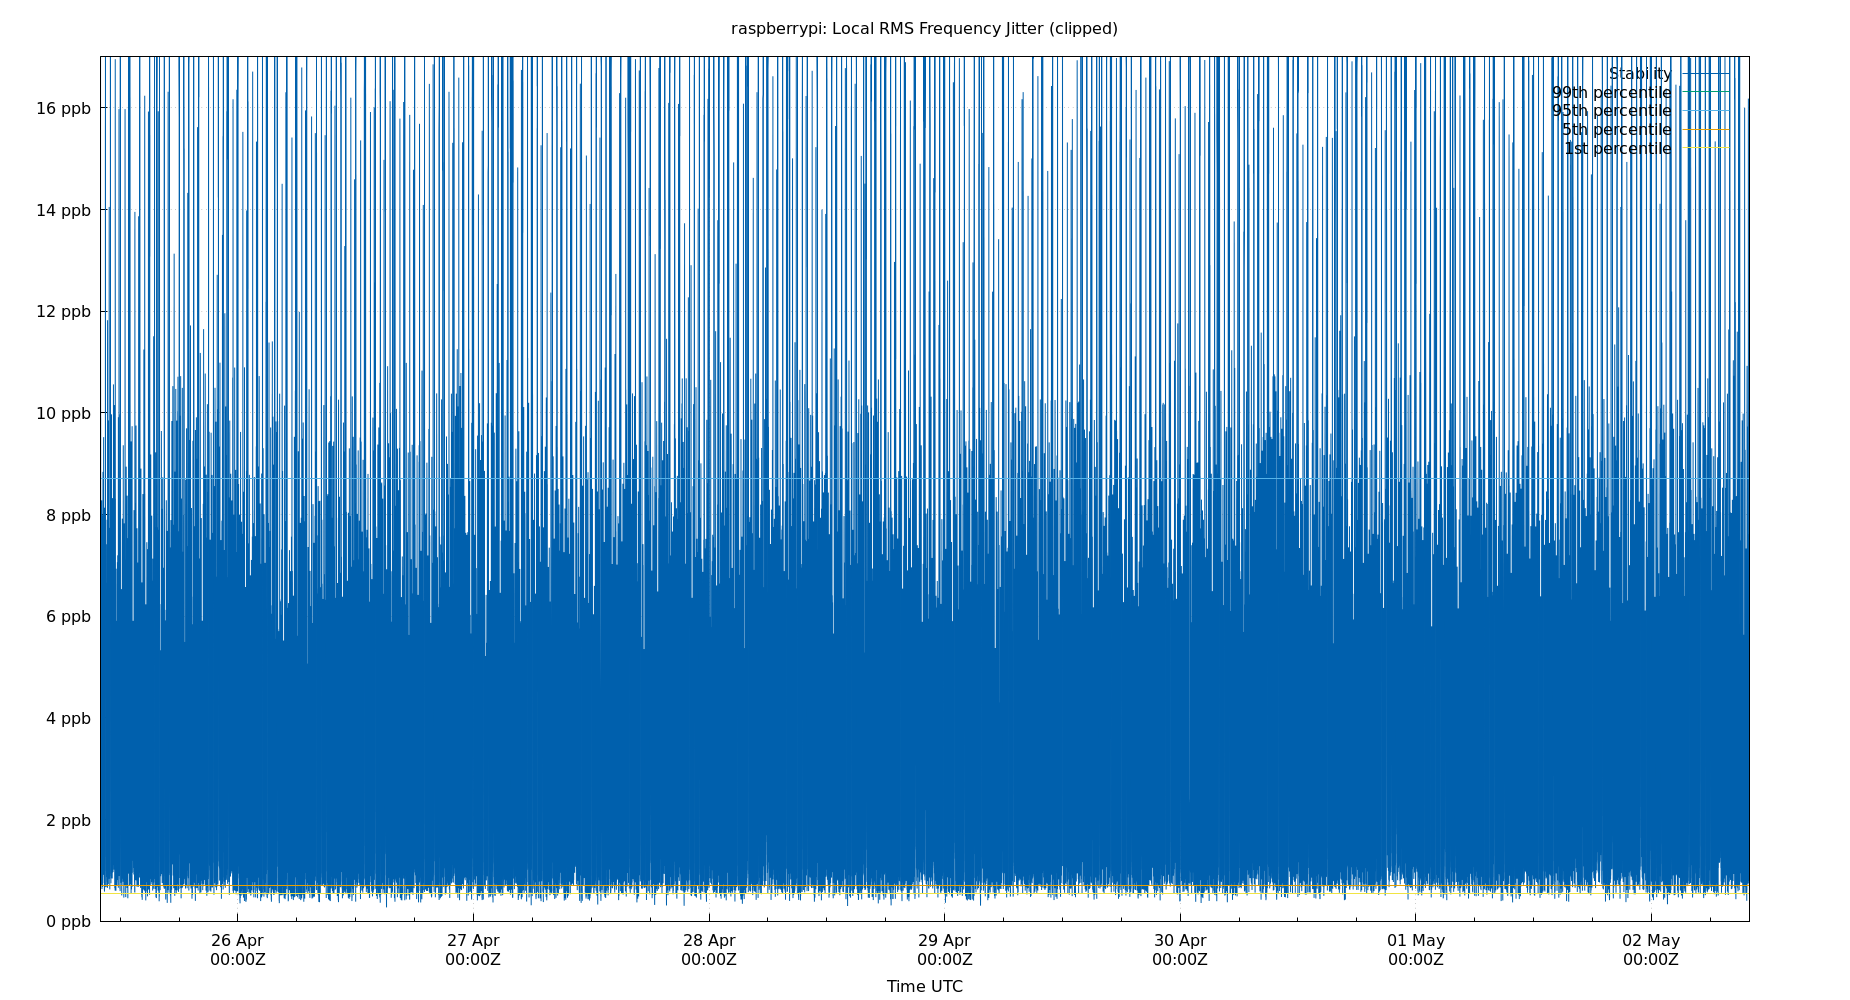 raspberrypi: Local RMS Frequency Jitter (clipped)
Stability
99th percentile
95th percentile
5th percentile
1st percentile
16 ppb
14 ppb
12 ppb
10 ppb
8 ppb
6 ppb
4 ppb
2 ppb
0 ppb
26 Apr 27 Apr 28 Apr 29 Apr 30 Apr 01 May 02 May
00:00Z 00:00Z 00:00Z 00:00Z 00:00Z 00:00Z 00:00Z
Time UTC